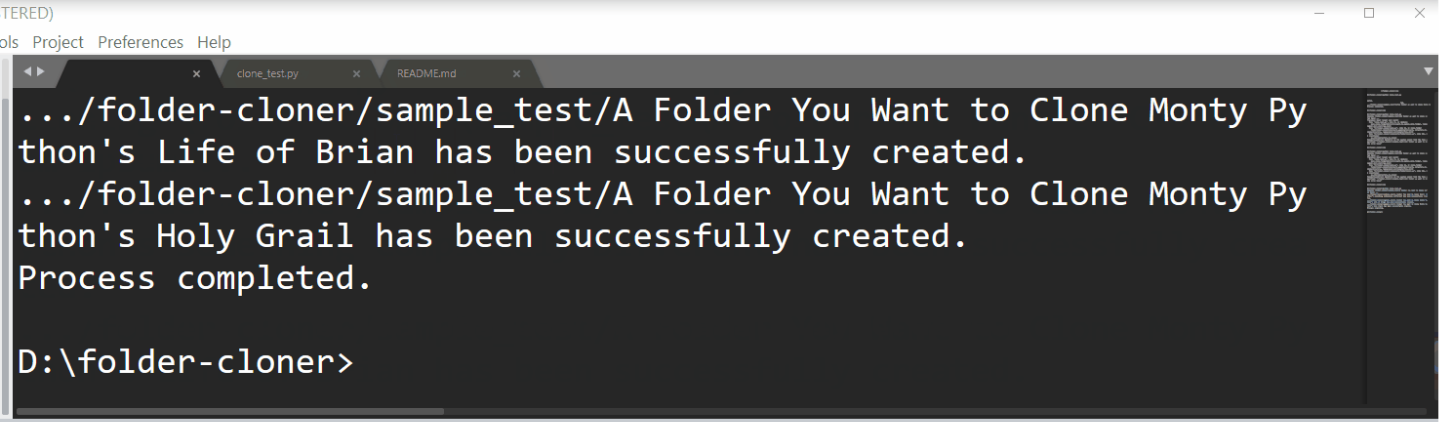 TERED)
ols Project Preferences Help
clone_test.py README.md
.../folder-cloner/sample_test/A Folder You Want to Clone Monty Py
thon's Life of Brian has been successfully created.
.../folder-cloner/sample_test/A Folder You Want to Clone Monty Py
thon's Holy Grail has been successfully created.
Process completed.
D:\folder-cloner>